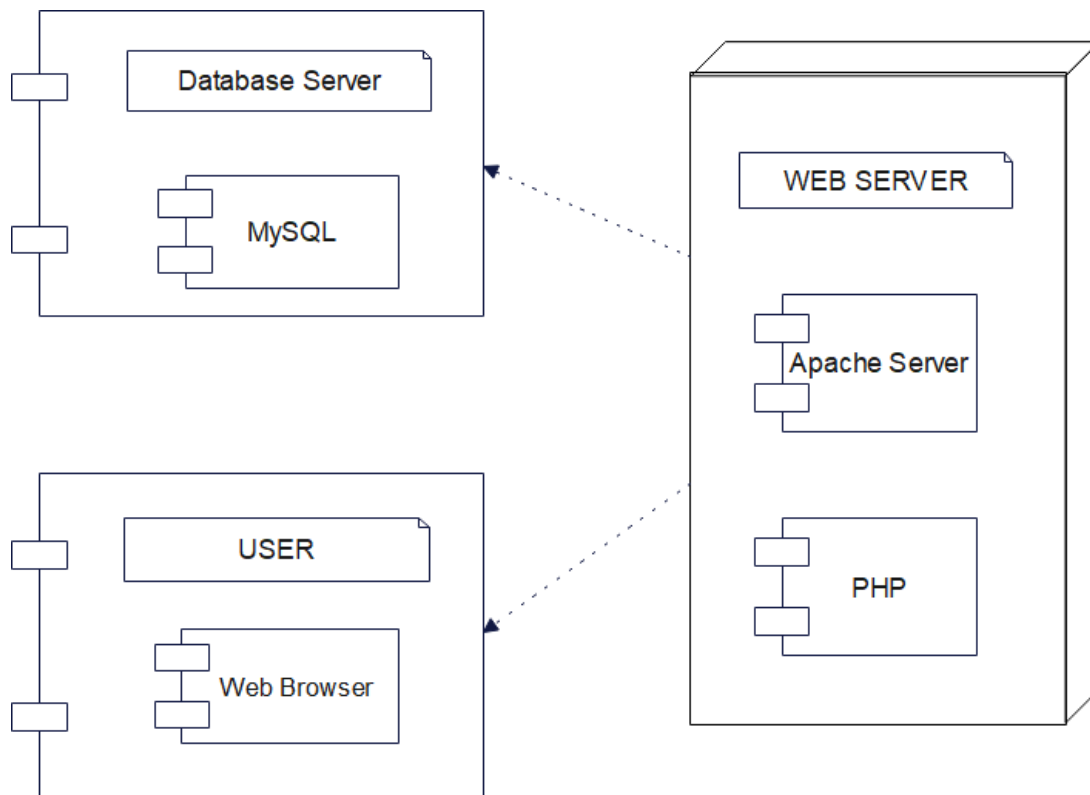 Database Server
MySQL
WEB SERVER
Apache Server
PHP
USER
Web Browser